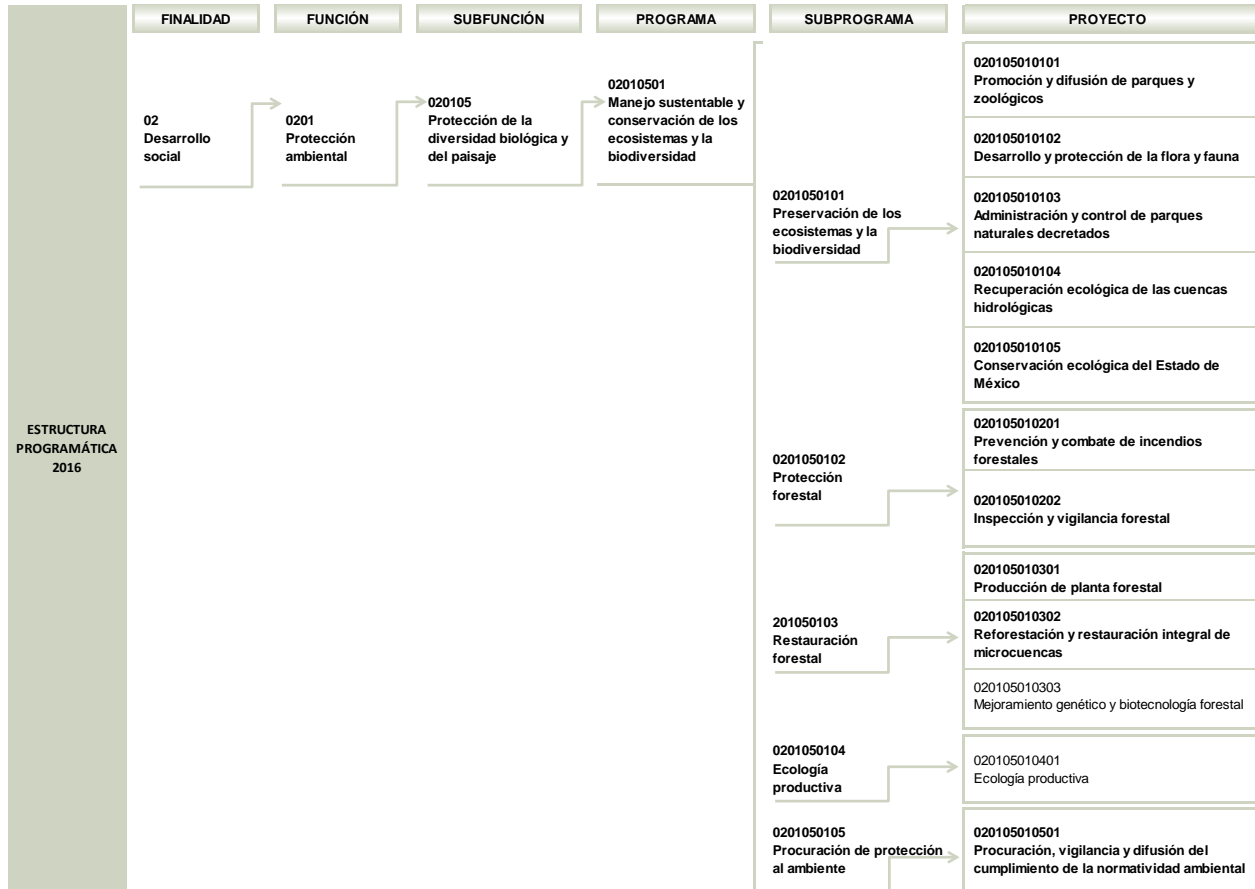 FINALIDAD
FUNCIÓN
SUBFUNCIÓN
PROGRAMA
SUBPROGRAMA
PROYECTO
ESTRUCTURA
PROGRAMÁTICA
2016
02
Desarrollo
social
0201
Protección
ambiental
020105
Protección de la
diversidad biológica y
del paisaje
02010501
Manejo sustentable y
conservación de los
ecosistemas y la
biodiversidad
0201050101
Preservación de los
ecosistemas y la
biodiversidad
020105010101
Promoción y difusión de parques y
zoológicos
020105010102
Desarrollo y protección de la flora y fauna
020105010103
Administración y control de parques
naturales decretados
020105010104
Recuperación ecológica de las cuencas
hidrológicas
020105010105
Conservación ecológica del Estado de
México
0201050102
Protección
forestal
020105010201
Prevención y combate de incendios
forestales
020105010202
Inspección y vigilancia forestal
201050103
Restauración
forestal
020105010301
Producción de planta forestal
020105010302
Reforestación y restauración integral de
microcuencas
020105010303
Mejoramiento genético y biotecnología forestal
0201050104
Ecología
productiva
020105010401
Ecología productiva
0201050105
Procuración de protección
al ambiente
020105010501
Procuración, vigilancia y difusión del
cumplimiento de la normatividad ambiental